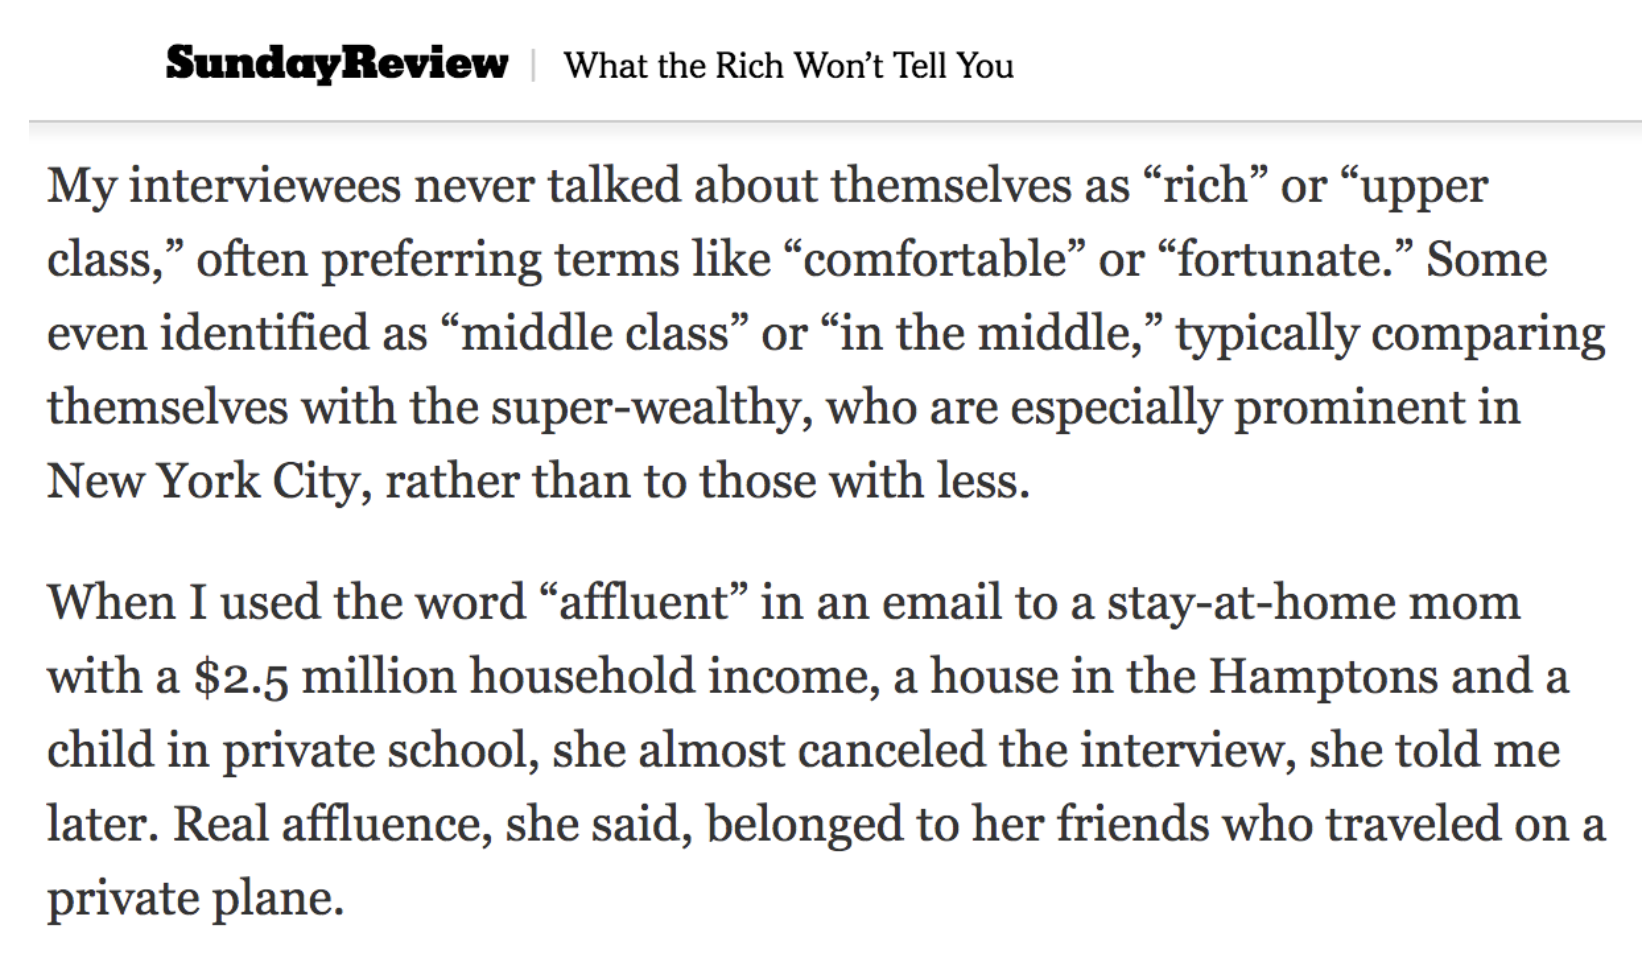 SundayReview | What the Rich Won’t Tell You
My interviewees never talked about themselves as “rich” or “upper
class,” often preferring terms like “comfortable” or “fortunate.” Some
even identified as “middle class” or “in the middle,” typically comparing
themselves with the super-wealthy, who are especially prominent in
New York City, rather than to those with less.
When I used the word “affluent” in an email to a stay-at-home mom
with a $2.5 million household income, a house in the Hamptons and a
child in private school, she almost canceled the interview, she told me
later. Real affluence, she said, belonged to her friends who traveled on a
private plane.